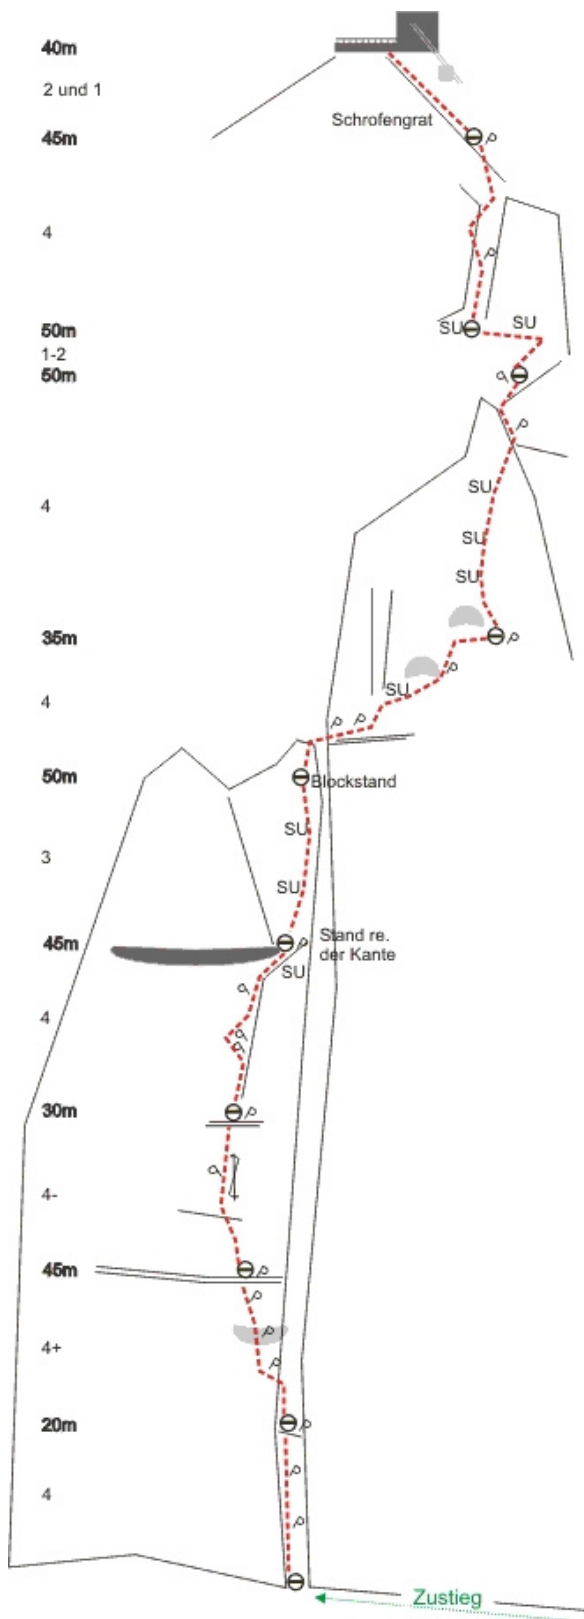 40m
2 und 1
Schrofengrat
45m
4
50m
SU
SU
1-2
50m
4
SU
SU
SU
35m
4
SU
50m
Blockstand
SU
3
SU
45m
Stand re.
der Kante
SU
4
30m
4-
45m
4+
20m
4
Zustieg